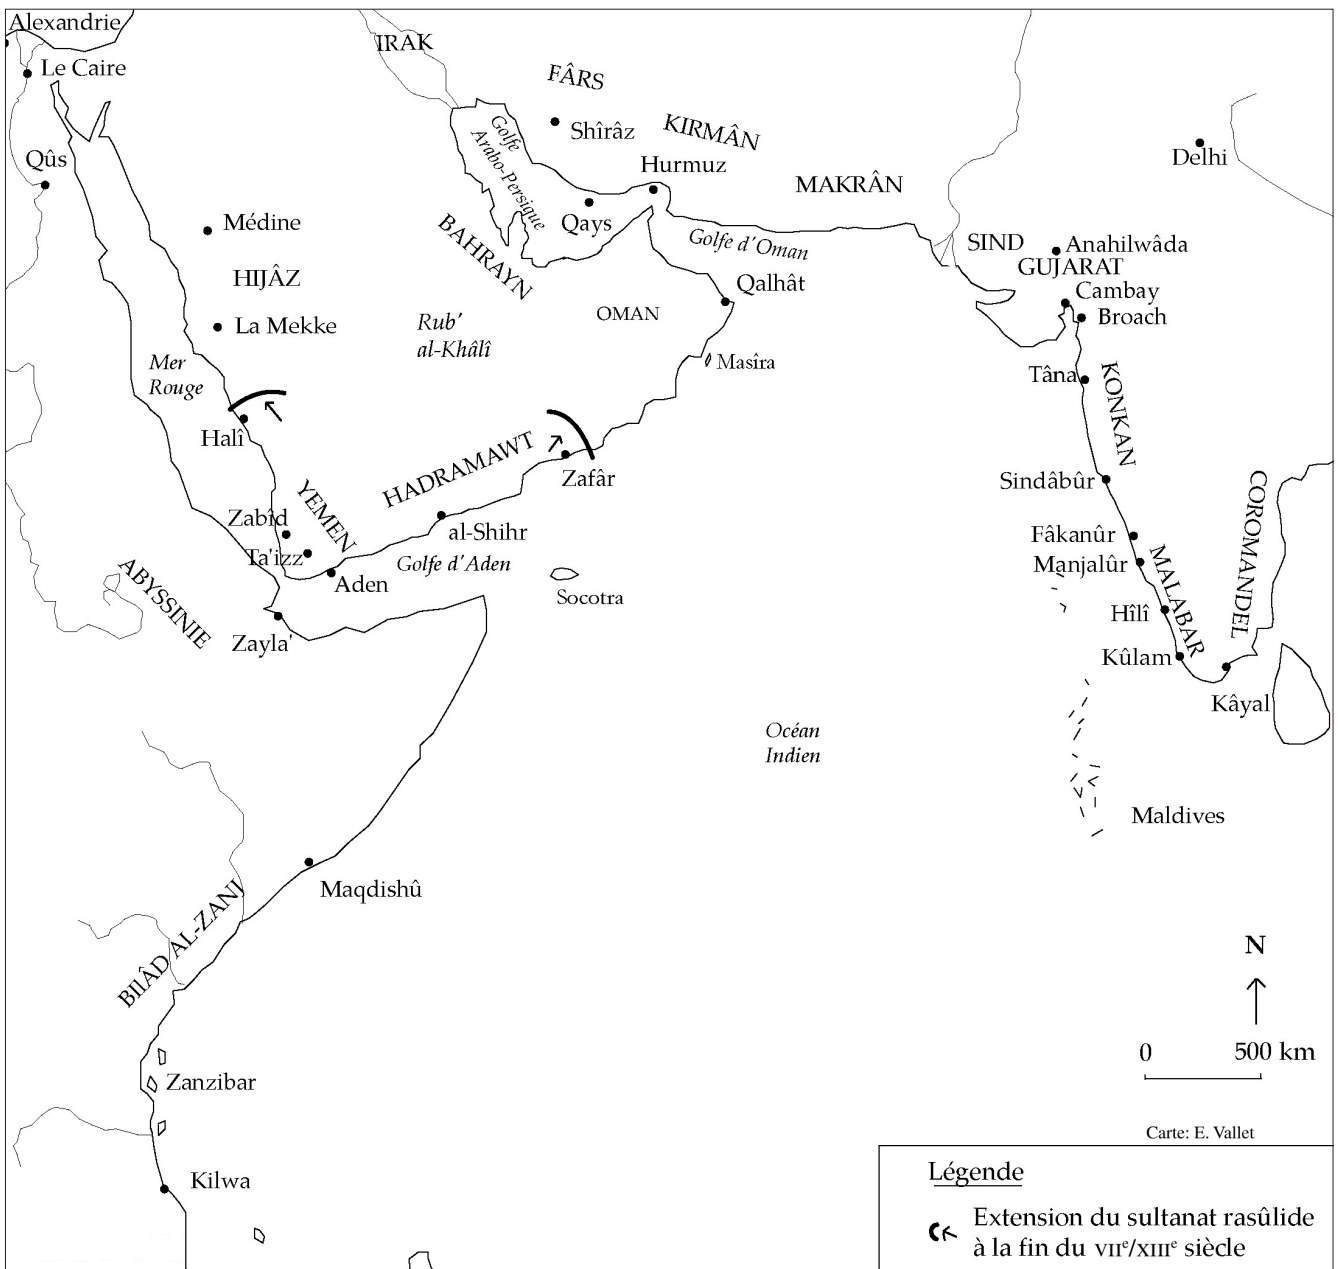 Alexandrie
Le Caire
IRAK
FÂRS
Shîrâz
KIRMÂN
Golfe
Arabo-Persique
Hurmuz
Delhi
Qûs
MAKRÂN
Médine
Qays
BAHRAYN
Golfe d'Oman
SIND
Anahilwâda
GUJARAT
HIJÂZ
Qalhât
Cambay
Broach
OMAN
La Mekke
Rub'
al-Khâlî
Mer
Rouge
Masîra
Tâna
KONKAN
Halî
HADRAMAWT
Zafâr
Sindâbûr
COROMANDEL
YEMEN
Zabîd
al-Shihr
Ta'izz
Golfe d'Aden
Aden
Socotra
Fâkanûr
Manjalûr
MALABAR
ABYSSINIE
Hîlî
Zayla'
Kûlam
Kâyal
Océan
Indien
Maldives
Maqdishû
BIIÂD AL-ZANJ
N
0 500 km
Zanzibar
Carte: E. Vallet
Kilwa
Légende
Extension du sultanat rasûlide
à la fin du VIIe/XIIIe siècle